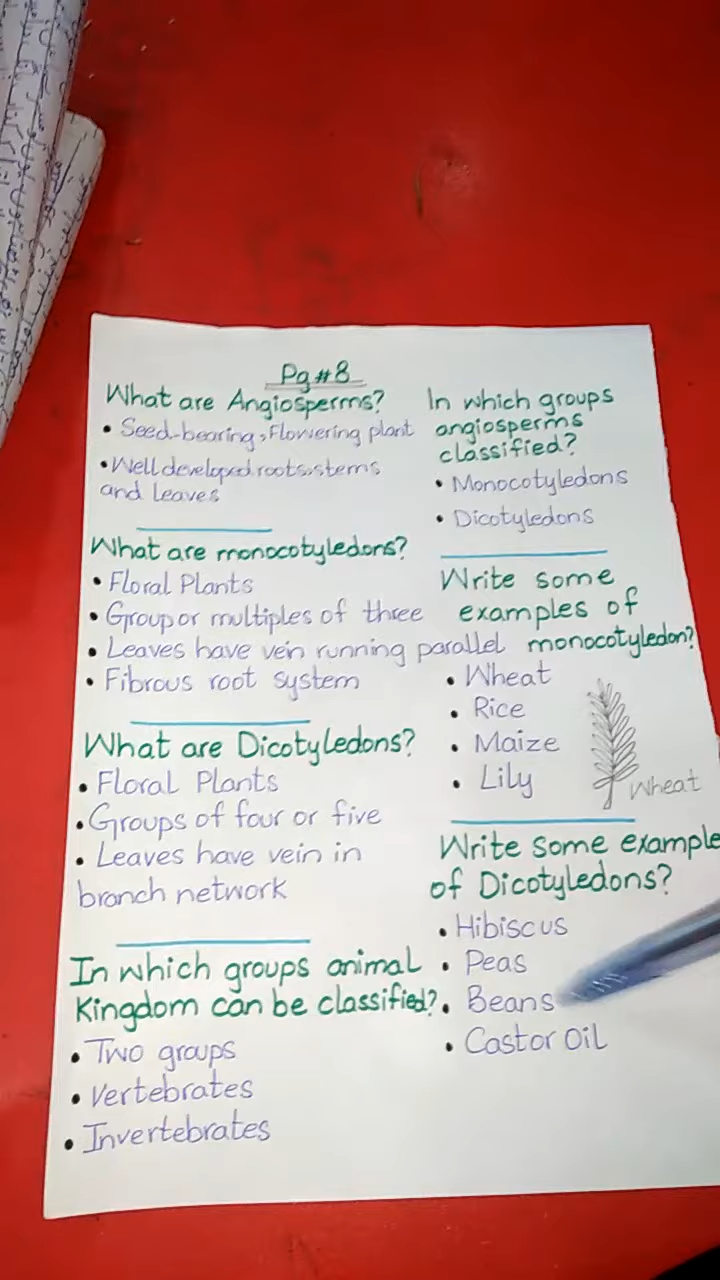 Pg#8
What are Angiosperms?
• Seed-bearing, Flowering plant
• Well developed roots, stems
and leaves
What are monocotyledons?
• Floral Plants
• Group or multiples of three
• Leaves have vein running parallel
• Fibrous root system
What are Dicotyledons?
• Floral Plants
• Groups of four or five
• Leaves have vein in
branch network
In which groups animal
Kingdom can be classified?
• Two groups
• Vertebrates
• Invertebrates
In which groups
angiosperms
classified?
• Monocotyledons
• Dicotyledons
Write some
examples of
monocotyledon?
• Wheat
• Rice
• Maize
• Lily
Wheat
Write some example
of Dicotyledons?
• Hibiscus
• Peas
• Beans
• Castor Oil